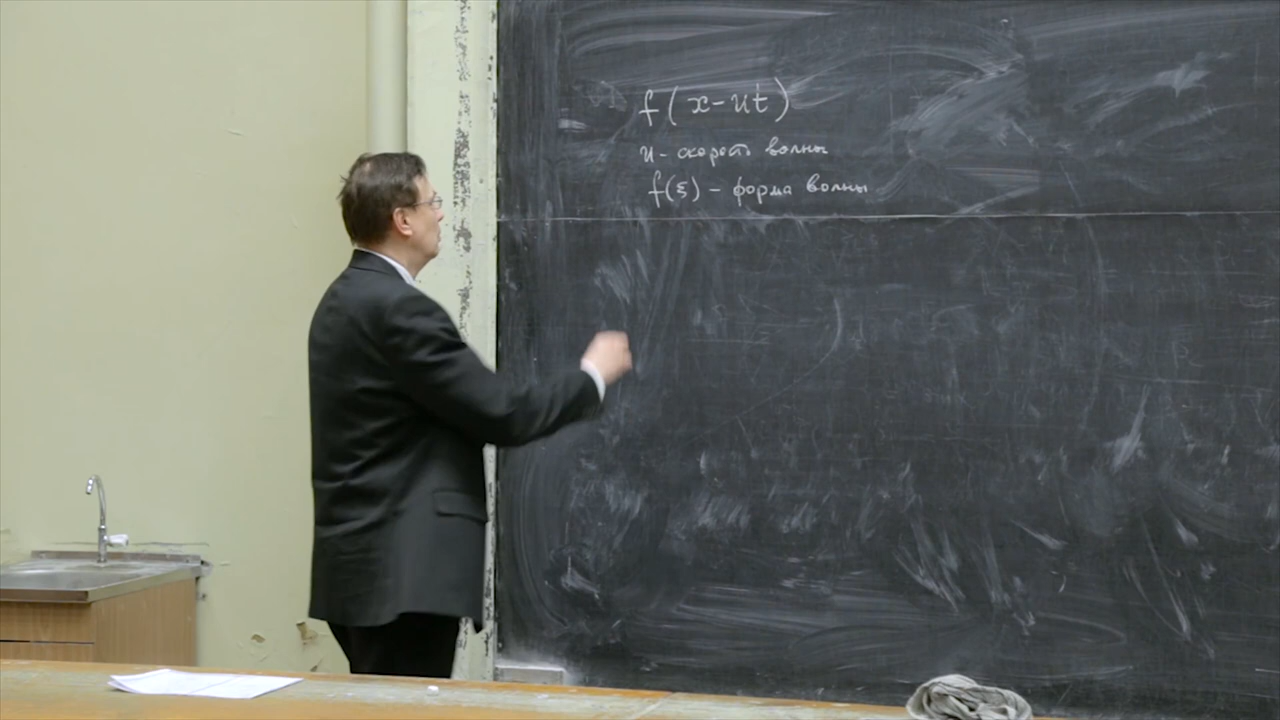 f(x-ut)
u - скорость волны
f(ξ) - форма волны